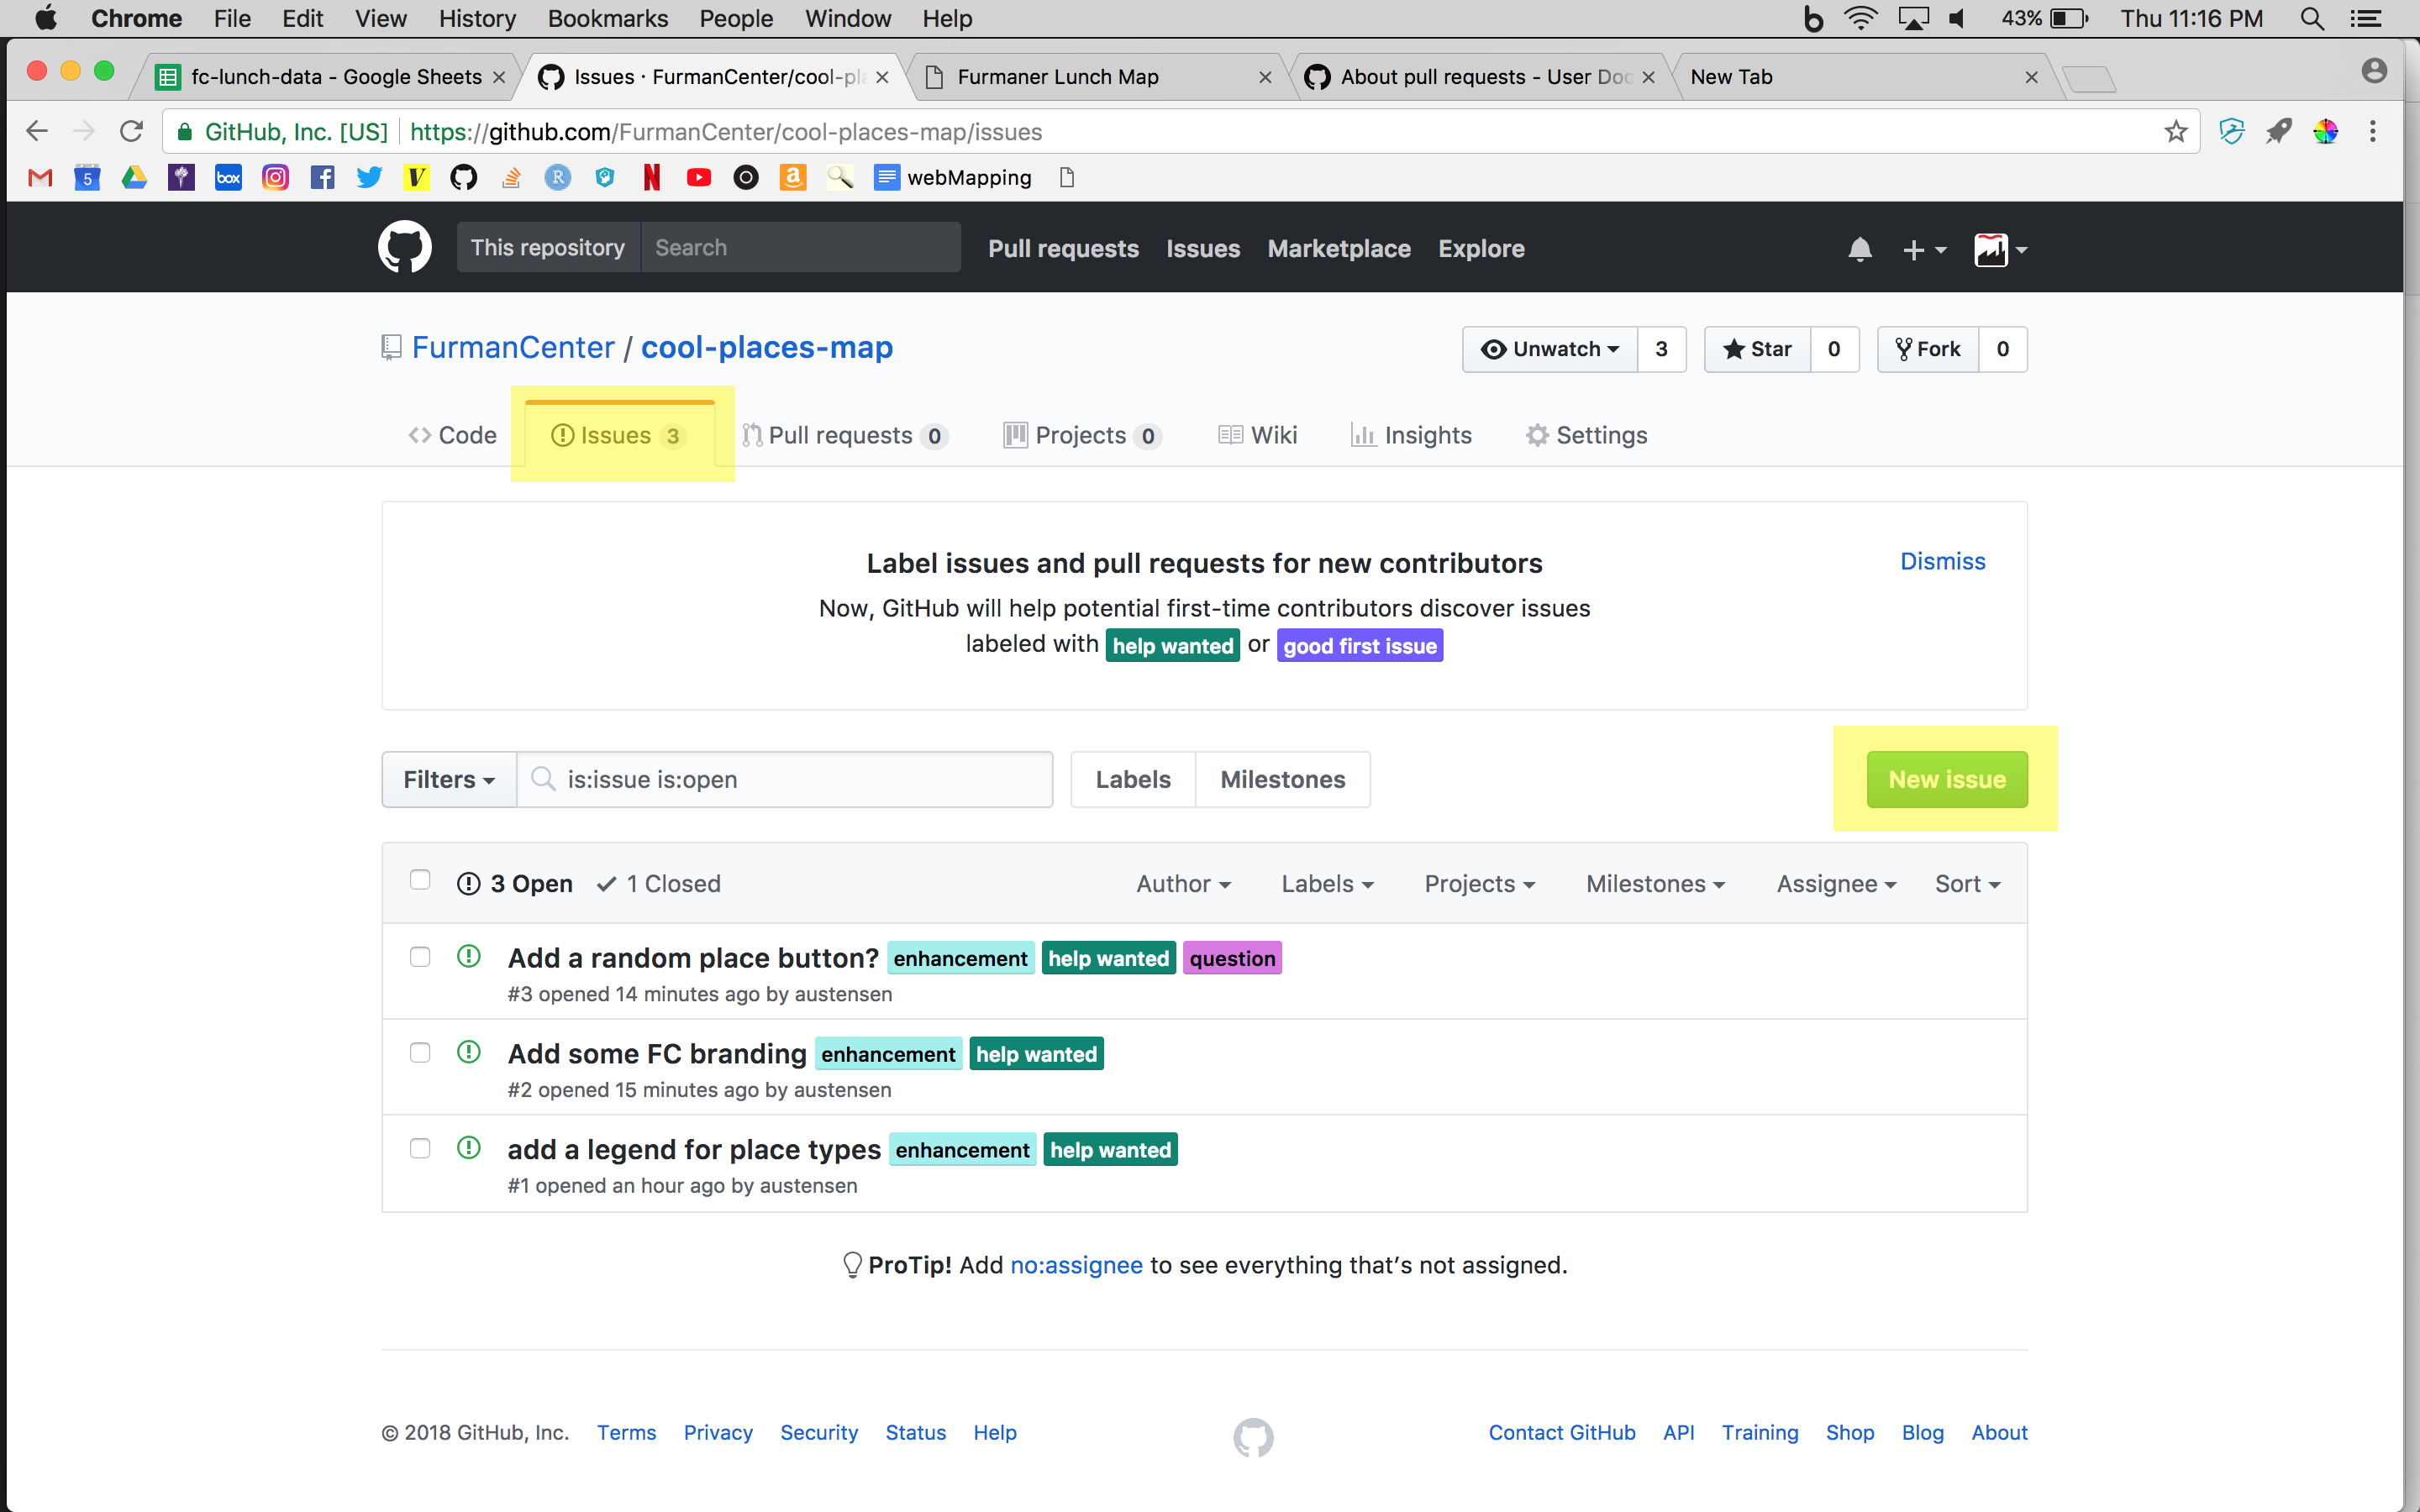 Chrome File Edit View History Bookmarks People Window Help 43% Thu 11:16 PM
fc-lunch-data - Google Sheets Issues · FurmanCenter/cool-pla Furmaner Lunch Map About pull requests - User Doc New Tab
GitHub, Inc. [US] https://github.com/FurmanCenter/cool-places-map/issues
5 box V R N a webMapping
This repository Search Pull requests Issues Marketplace Explore
FurmanCenter / cool-places-map Unwatch 3 Star 0 Fork 0
Code Issues 3 Pull requests 0 Projects 0 Wiki Insights Settings
Label issues and pull requests for new contributors Dismiss
Now, GitHub will help potential first-time contributors discover issues
labeled with help wanted or good first issue
Filters is:issue is:open Labels Milestones New issue
3 Open 1 Closed Author Labels Projects Milestones Assignee Sort
Add a random place button? enhancement help wanted question
#3 opened 14 minutes ago by austensen
Add some FC branding enhancement help wanted
#2 opened 15 minutes ago by austensen
add a legend for place types enhancement help wanted
#1 opened an hour ago by austensen
ProTip! Add no:assignee to see everything that's not assigned.
© 2018 GitHub, Inc. Terms Privacy Security Status Help Contact GitHub API Training Shop Blog About